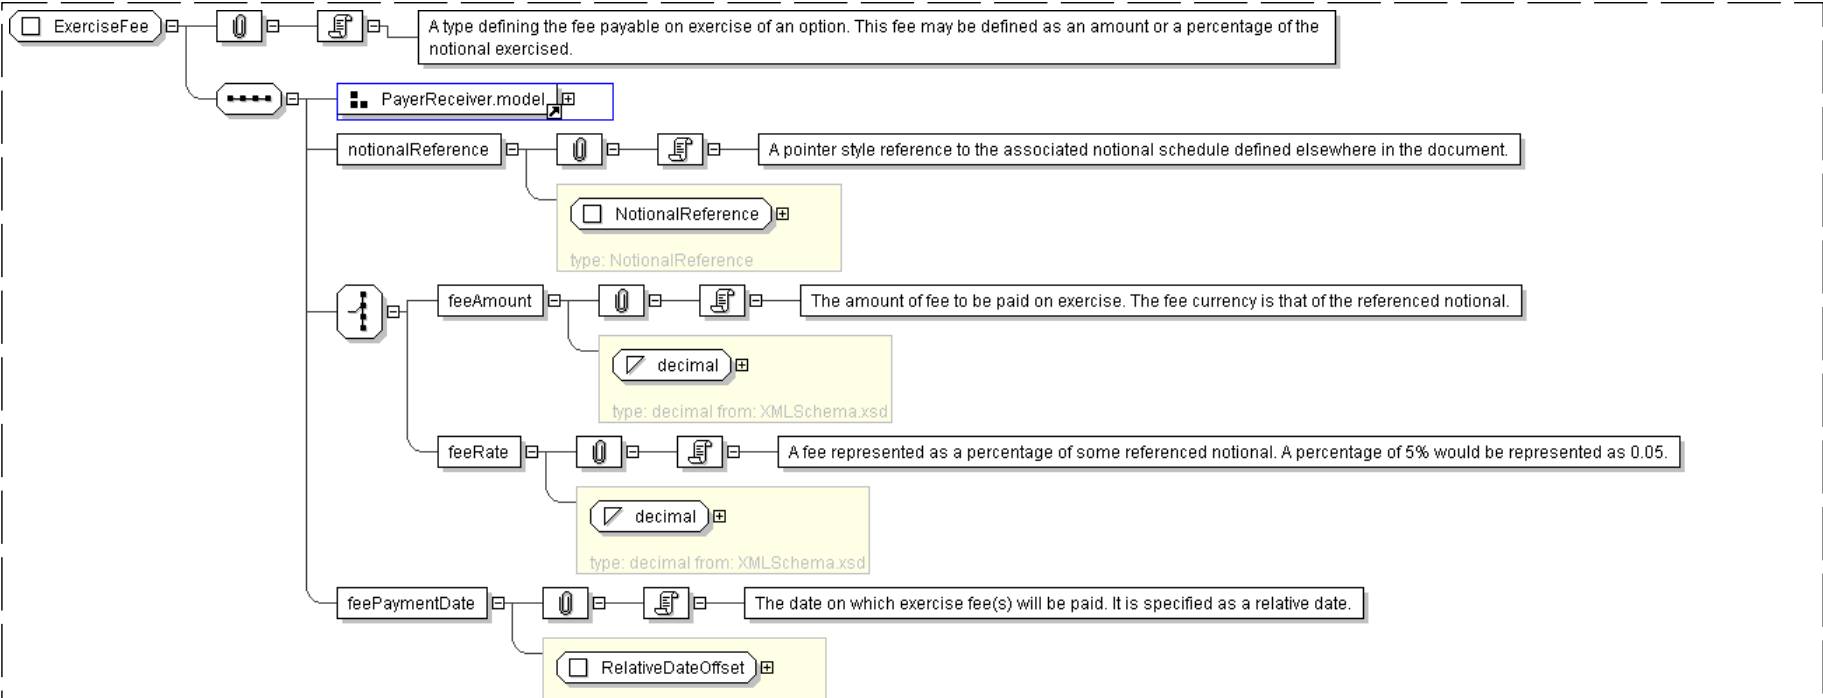 ExerciseFee
A type defining the fee payable on exercise of an option. This fee may be defined as an amount or a percentage of the
notional exercised.
PayerReceiver.model
notionalReference
A pointer style reference to the associated notional schedule defined elsewhere in the document.
NotionalReference
type: NotionalReference
feeAmount
The amount of fee to be paid on exercise. The fee currency is that of the referenced notional.
decimal
type: decimal from: XMLSchema.xsd
feeRate
A fee represented as a percentage of some referenced notional. A percentage of 5% would be represented as 0.05.
decimal
type: decimal from: XMLSchema.xsd
feePaymentDate
The date on which exercise fee(s) will be paid. It is specified as a relative date.
RelativeDateOffset